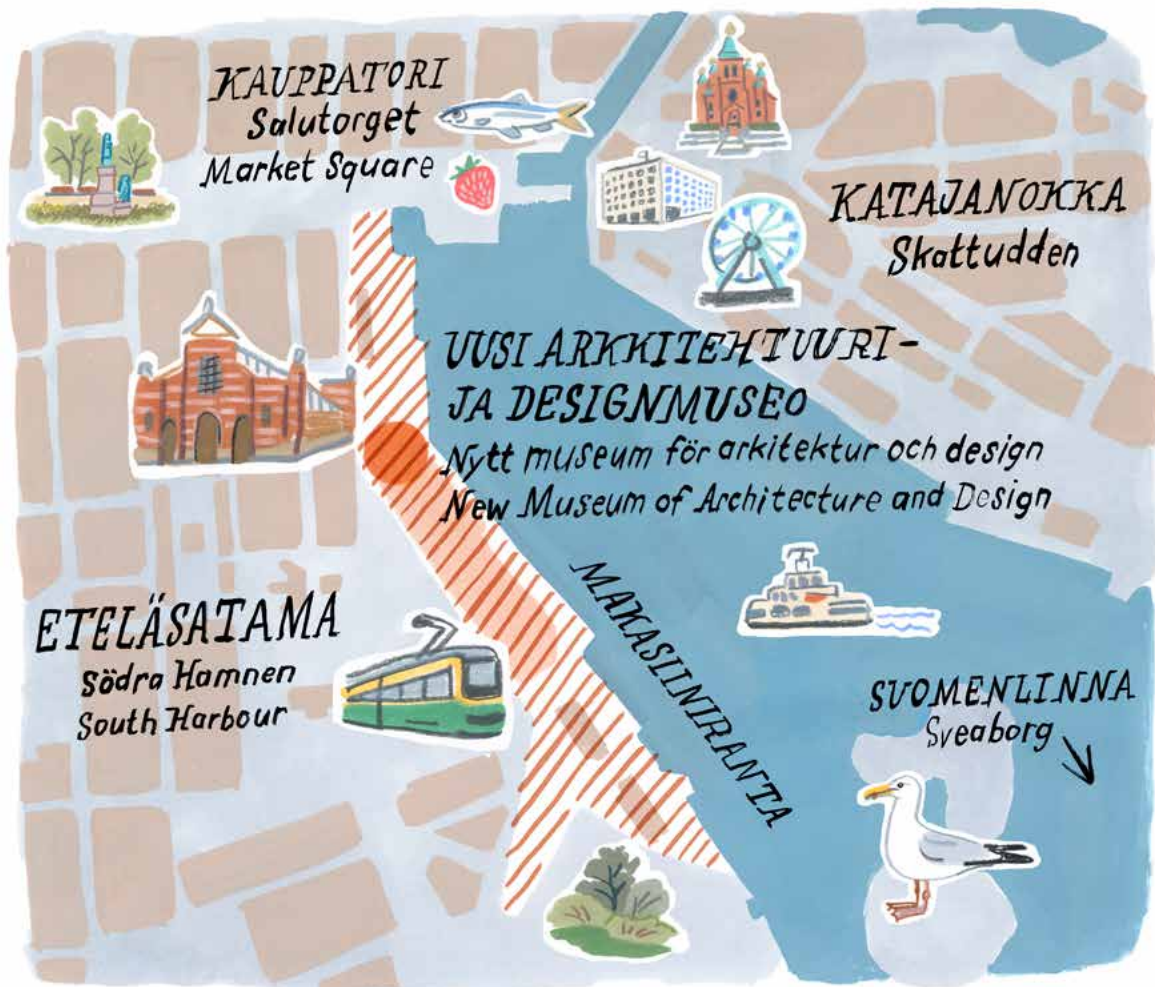 KAUPPATORI
Salutorget
Market Square
KATAJANOKKA
Skattudden
UUSI ARKKITEHTUURI-
JA DESIGNMUSEO
Nytt museum för arkitektur och design
New Museum of Architecture and Design
ETELÄSATAMA
Södra Hamnen
South Harbour
MAKASIINIRANTA
SUOMENLINNA
Sveaborg